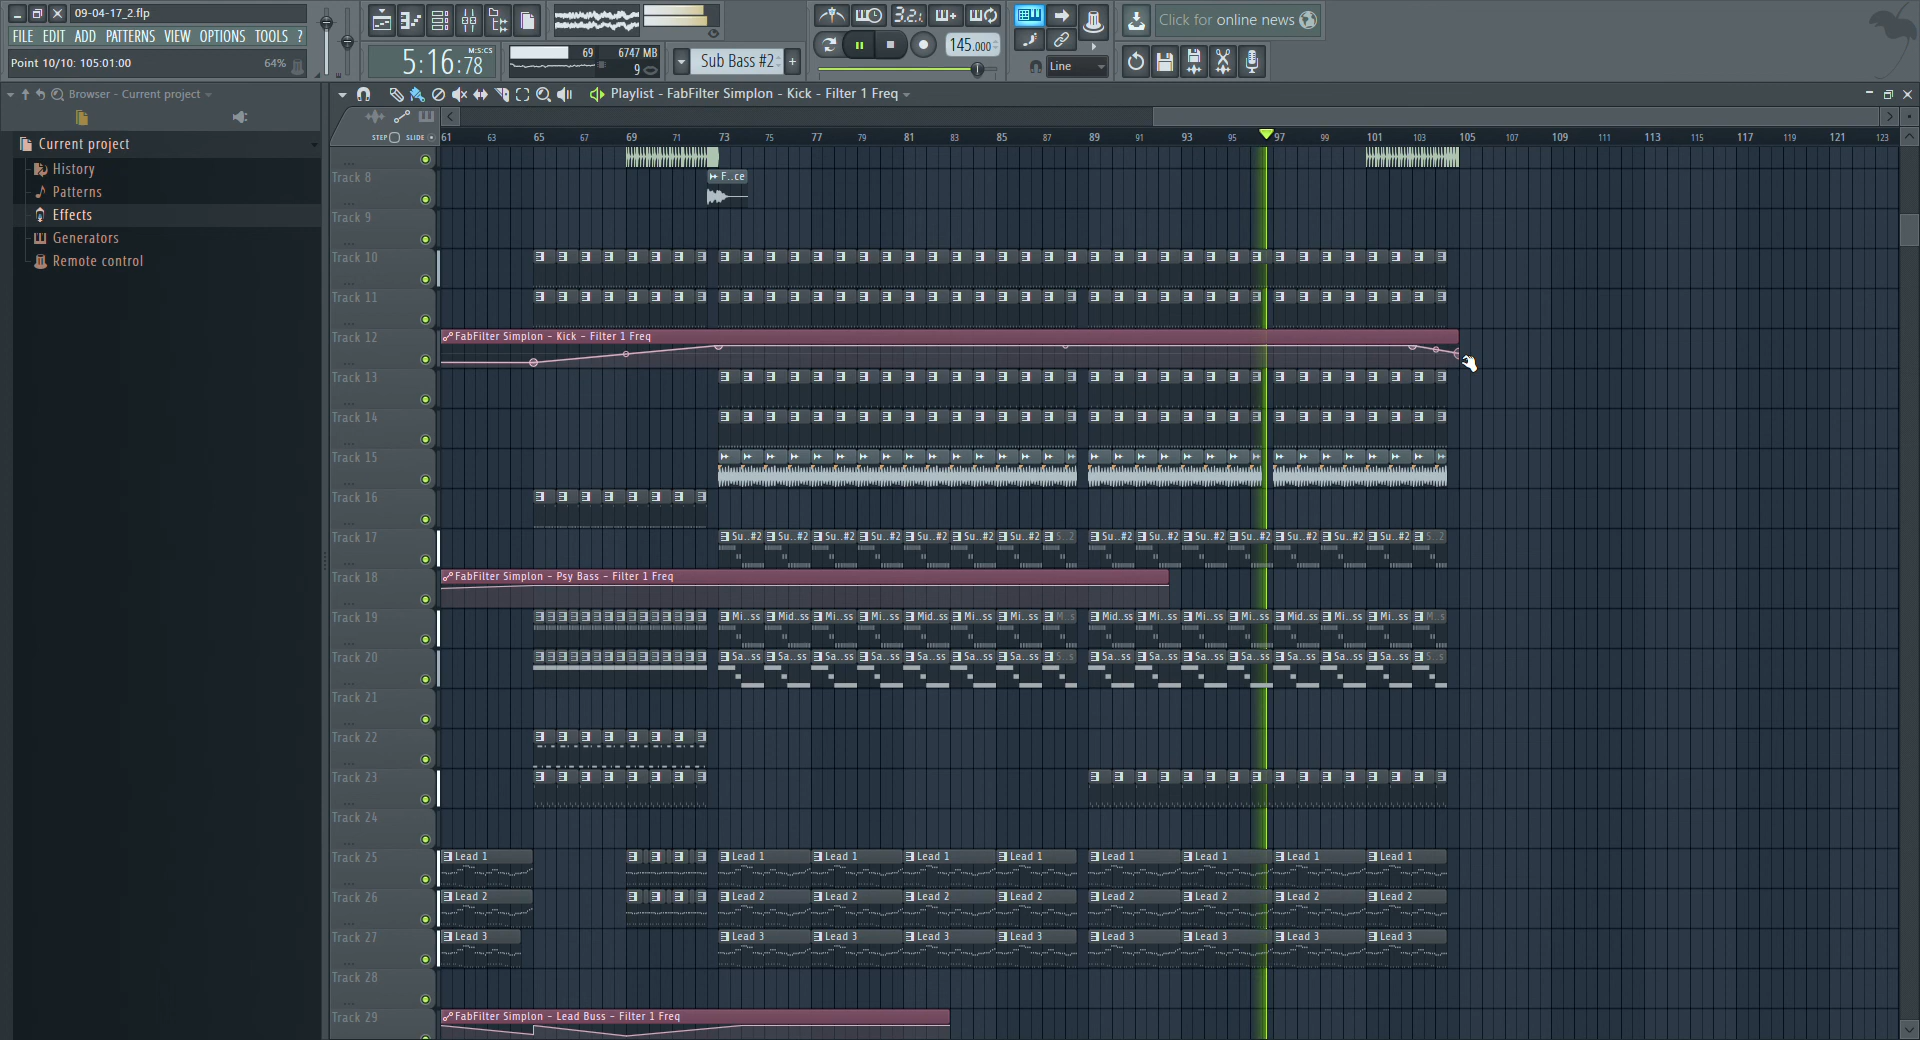 09-04-17_2.flp
FILE EDIT ADD PATTERNS VIEW OPTIONS TOOLS ?
Point 10/10: 105:01:00 64%
5:16:78 M:S:CS
69 6747 MB
9
Sub Bass #2
3.2.1
145.000
Line
Click for online news
Browser - Current project
Playlist - FabFilter Simplon - Kick - Filter 1 Freq
STEP SLIDE
61 63 65 67 69 71 73 75 77 79 81 83 85 87 89 91 93 95 97 99 101 103 105 107 109 111 113 115 117 119 121 123
Current project
History
Patterns
Effects
Generators
Remote control
Track 8
F..ce
Track 9
Track 10
Track 11
Track 12
FabFilter Simplon - Kick - Filter 1 Freq
Track 13
Track 14
Track 15
Track 16
Track 17
Su..#2 Su..#2 Su..#2 Su..#2 Su..#2 Su..#2 Su..#2 S..2 Su..#2 Su..#2 Su..#2 Su..#2 Su..#2 Su..#2 Su..#2 S..2
Track 18
FabFilter Simplon - Psy Bass - Filter 1 Freq
Track 19
Mi..ss Mid..ss Mi..ss Mi..ss Mid..ss Mi..ss Mi..ss M..s Mid..ss Mi..ss Mi..ss Mi..ss Mid..ss Mi..ss Mi..ss M..s
Track 20
Sa..ss Sa..ss Sa..ss Sa..ss Sa..ss Sa..ss Sa..ss S..s Sa..ss Sa..ss Sa..ss Sa..ss Sa..ss Sa..ss Sa..ss S..s
Track 21
Track 22
Track 23
Track 24
Track 25
Lead 1 Lead 1 Lead 1 Lead 1 Lead 1 Lead 1 Lead 1 Lead 1 Lead 1
Track 26
Lead 2 Lead 2 Lead 2 Lead 2 Lead 2 Lead 2 Lead 2 Lead 2 Lead 2
Track 27
Lead 3 Lead 3 Lead 3 Lead 3 Lead 3 Lead 3 Lead 3 Lead 3 Lead 3
Track 28
Track 29
FabFilter Simplon - Lead Buss - Filter 1 Freq